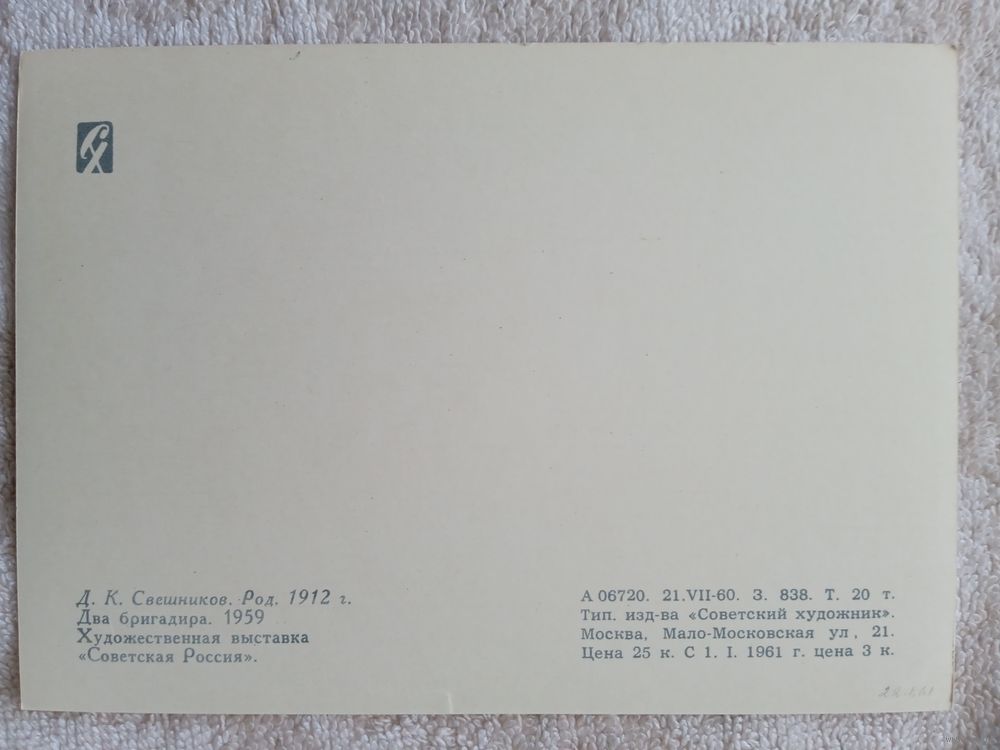 СХ
Д. К. Свешников. Род. 1912 г.
Два бригадира. 1959
Художественная выставка
«Советская Россия».
А 06720. 21.VII-60. З. 838. Т. 20 т.
Тип. изд-ва «Советский художник».
Москва, Мало-Московская ул , 21.
Цена 25 к. С 1. I. 1961 г. цена 3 к.